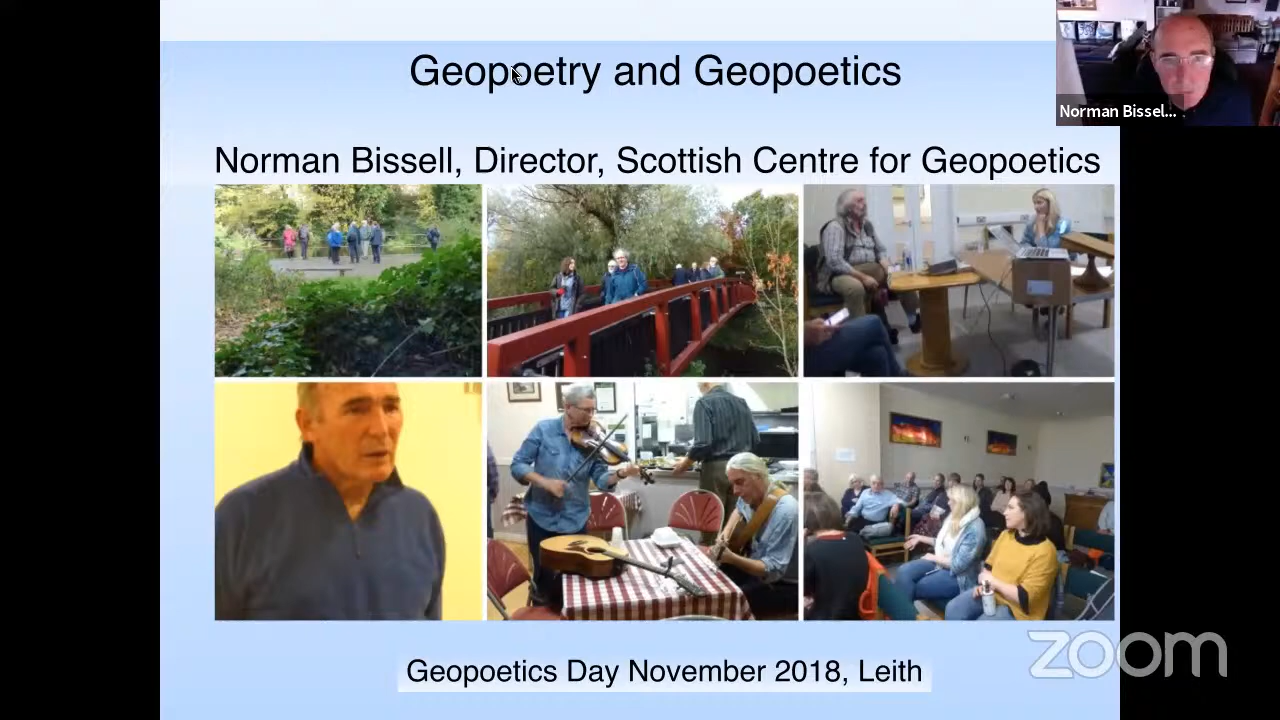 Geopoetry and Geopoetics
Norman Bissel...
Norman Bissell, Director, Scottish Centre for Geopoetics
Geopoetics Day November 2018, Leith
zoom